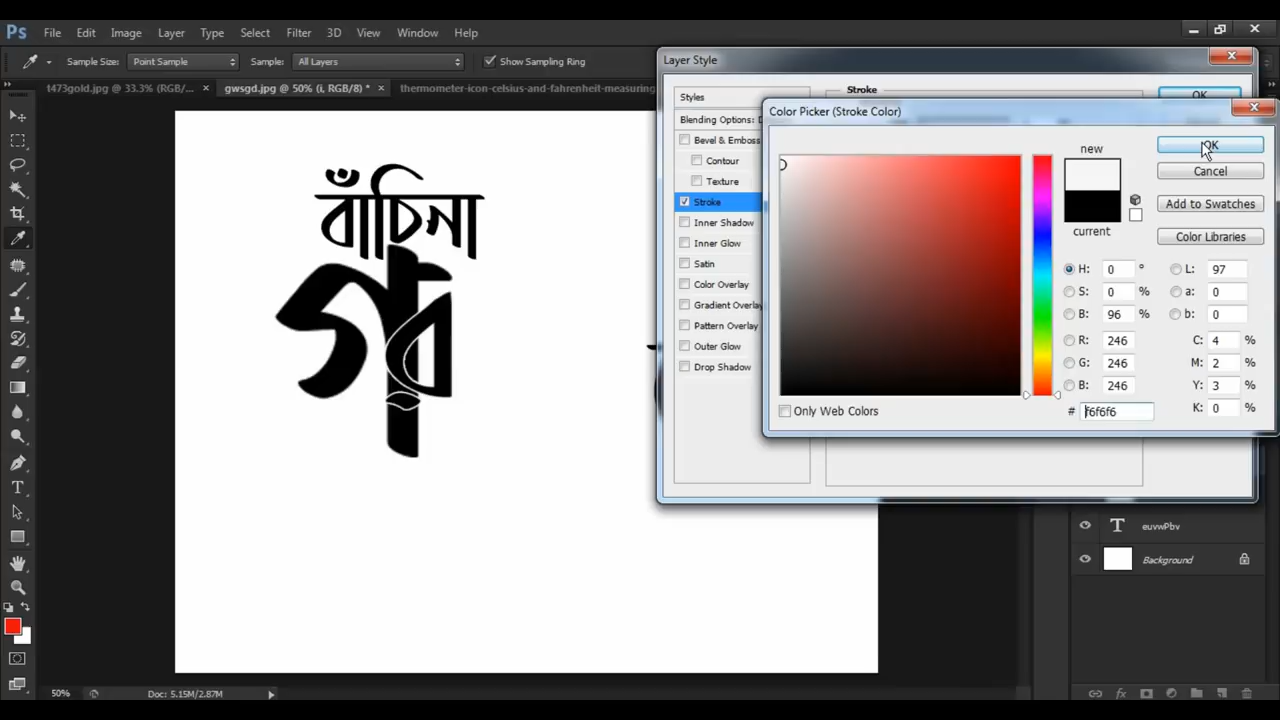 Ps File Edit Image Layer Type Select Filter 3D View Window Help
Sample Size: Point Sample Sample: All Layers Show Sampling Ring
t473gold.jpg @ 33.3% (RGB/... × gwsgd.jpg @ 50% (i, RGB/8) * × thermometer-icon-celsius-and-fahrenheit-measuring
Layer Style
Styles
Blending Options: D
Bevel & Emboss
Contour
Texture
Stroke
Inner Shadow
Inner Glow
Satin
Color Overlay
Gradient Overlay
Pattern Overlay
Outer Glow
Drop Shadow
Stroke
OK
Color Picker (Stroke Color)
new
current
OK
Cancel
Add to Swatches
Color Libraries
H: 0 ° L: 97
S: 0 % a: 0
B: 96 % b: 0
R: 246 C: 4 %
G: 246 M: 2 %
B: 246 Y: 3 %
# f6f6f6 K: 0 %
Only Web Colors
বাঁচিনা
T euvwPbv
Background
T
50% Doc: 5.15M/2.87M
fx